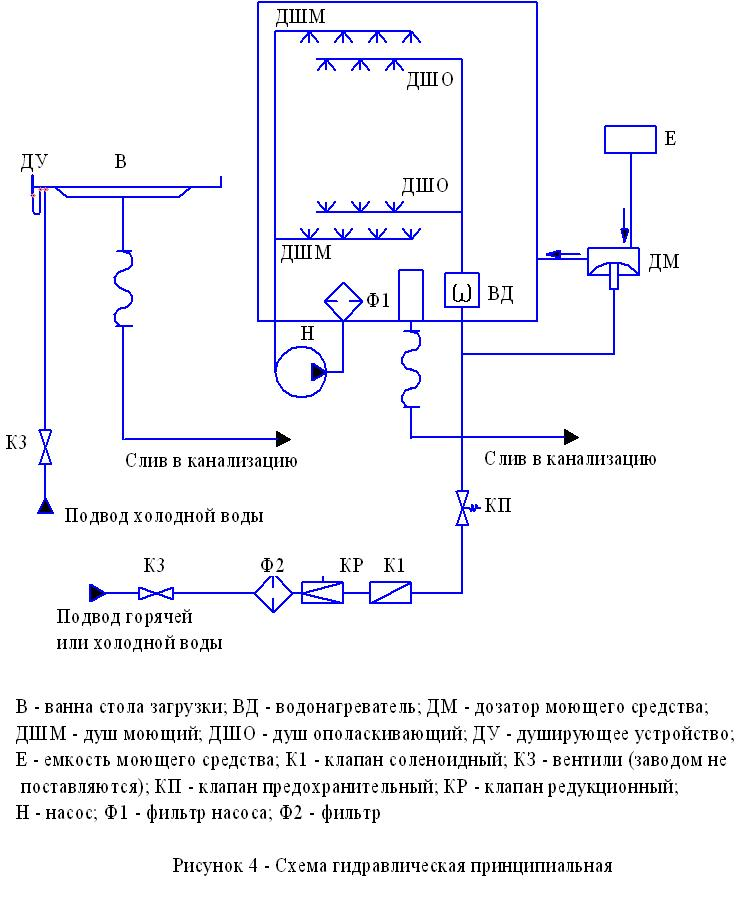 ДШМ
ДШО
ДУ
В
Е
ДШО
ДШМ
ДМ
ВД
Ф1
Н
КЗ
Слив в канализацию
Слив в канализацию
Подвод холодной воды
КП
КЗ
Ф2
КР
К1
Подвод горячей
или холодной воды
В - ванна стола загрузки; ВД - водонагреватель; ДМ - дозатор моющего средства;
ДШМ - душ моющий; ДШО - душ ополаскивающий; ДУ - душирующее устройство;
Е - емкость моющего средства; К1 - клапан соленоидный; КЗ - вентили (заводом не
поставляются); КП - клапан предохранительный; КР - клапан редукционный;
Н - насос; Ф1 - фильтр насоса; Ф2 - фильтр
Рисунок 4 - Схема гидравлическая принципиальная